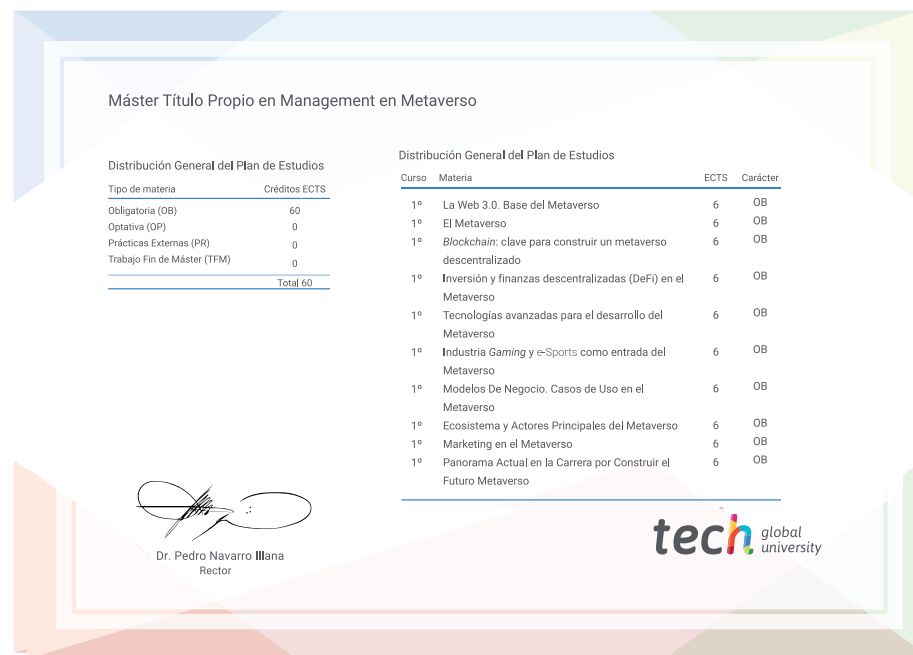 Máster Título Propio en Management en Metaverso
Distribución General del Plan de Estudios
Tipo de materia Créditos ECTS
Obligatoria (OB) 60
Optativa (OP) 0
Prácticas Externas (PR) 0
Trabajo Fin de Máster (TFM) 0
Total 60
Distribución General del Plan de Estudios
Curso Materia ECTS Carácter
1º La Web 3.0. Base del Metaverso 6 OB
1º El Metaverso 6 OB
1º Blockchain: clave para construir un metaverso 6 OB
descentralizado
1º Inversión y finanzas descentralizadas (DeFi) en el 6 OB
Metaverso
1º Tecnologías avanzadas para el desarrollo del 6 OB
Metaverso
1º Industria Gaming y e-Sports como entrada del 6 OB
Metaverso
1º Modelos De Negocio. Casos de Uso en el 6 OB
Metaverso
1º Ecosistema y Actores Principales del Metaverso 6 OB
1º Marketing en el Metaverso 6 OB
1º Panorama Actual en la Carrera por Construir el 6 OB
Futuro Metaverso
Dr. Pedro Navarro Illana
Rector
tech global
university